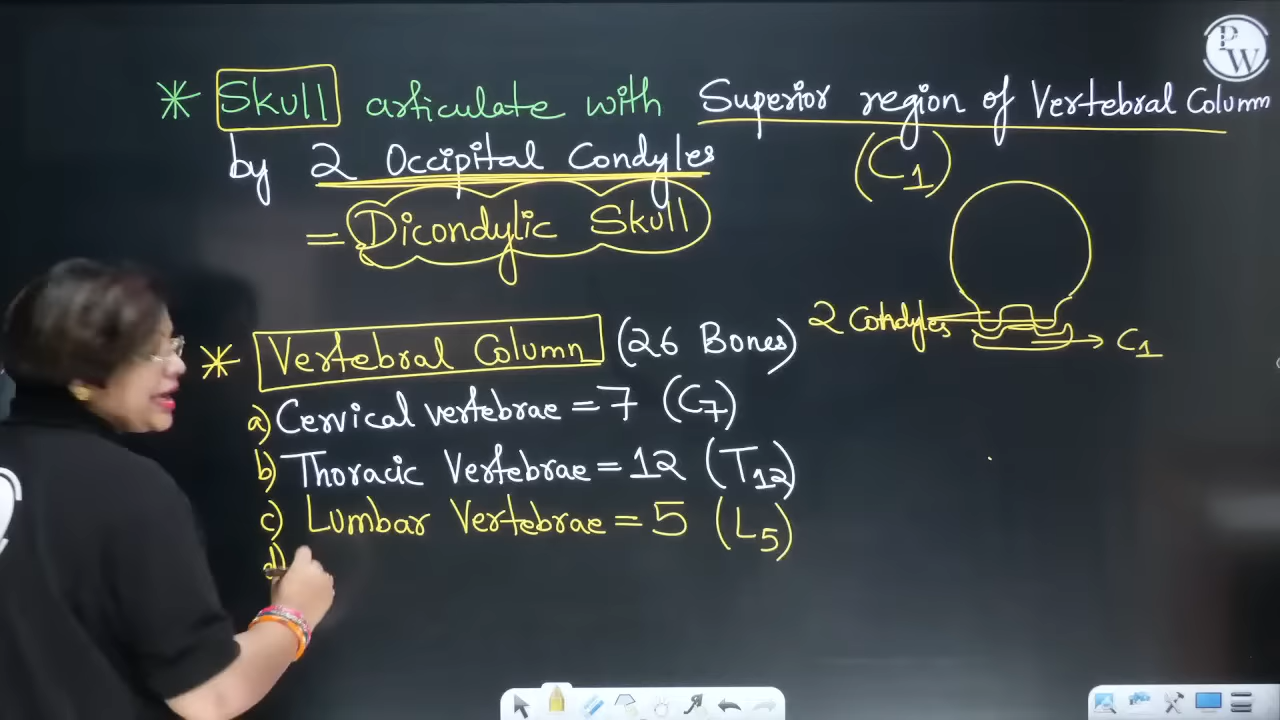 PW
* Skull articulate with Superior region of Vertebral Column
(C1)
by 2 Occipital Condyles
= Dicondylic Skull
2 Condyles
C1
* Vertebral Column (26 Bones)
a) Cervical vertebrae = 7 (C7)
b) Thoracic Vertebrae = 12 (T12)
c) Lumbar Vertebrae = 5 (L5)
d)